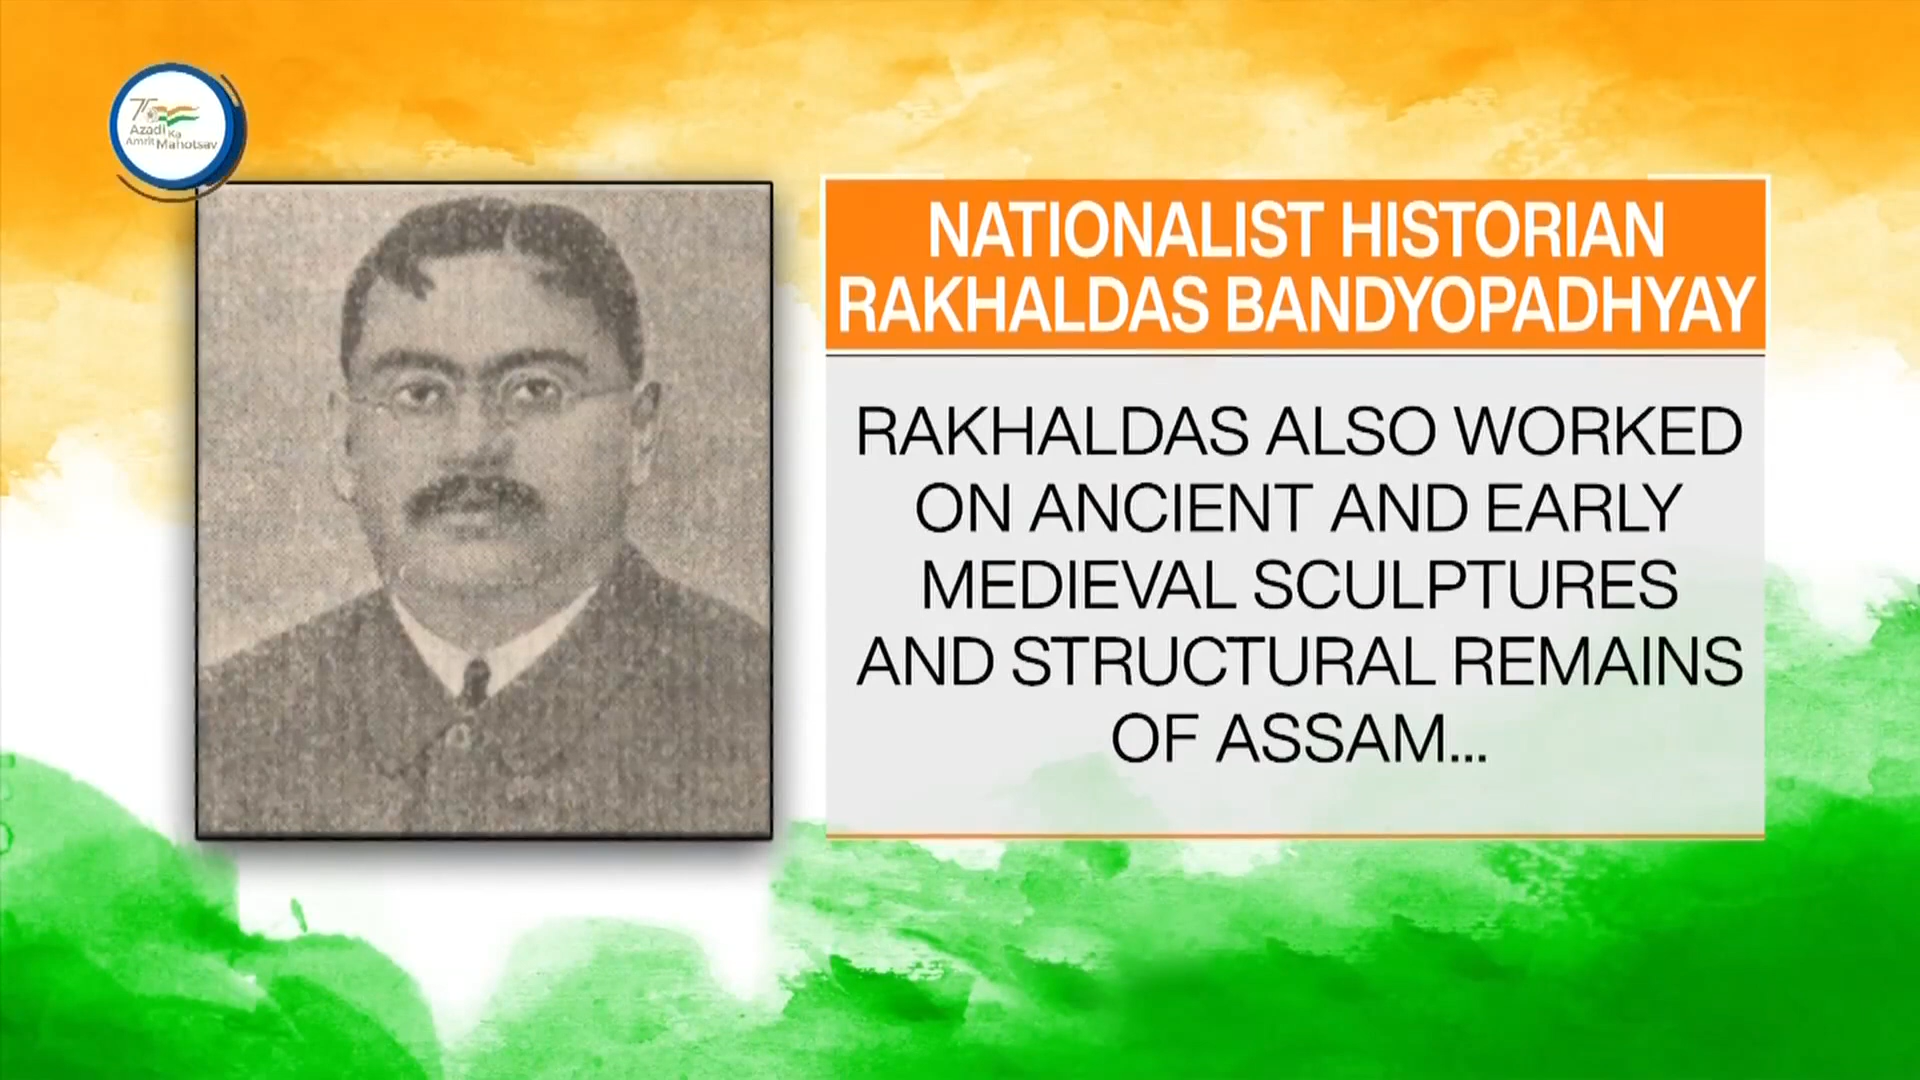 75
Azadi
Ka
Amrit Mahotsav
NATIONALIST HISTORIAN
RAKHALDAS BANDYOPADHYAY
RAKHALDAS ALSO WORKED
ON ANCIENT AND EARLY
MEDIEVAL SCULPTURES
AND STRUCTURAL REMAINS
OF ASSAM...